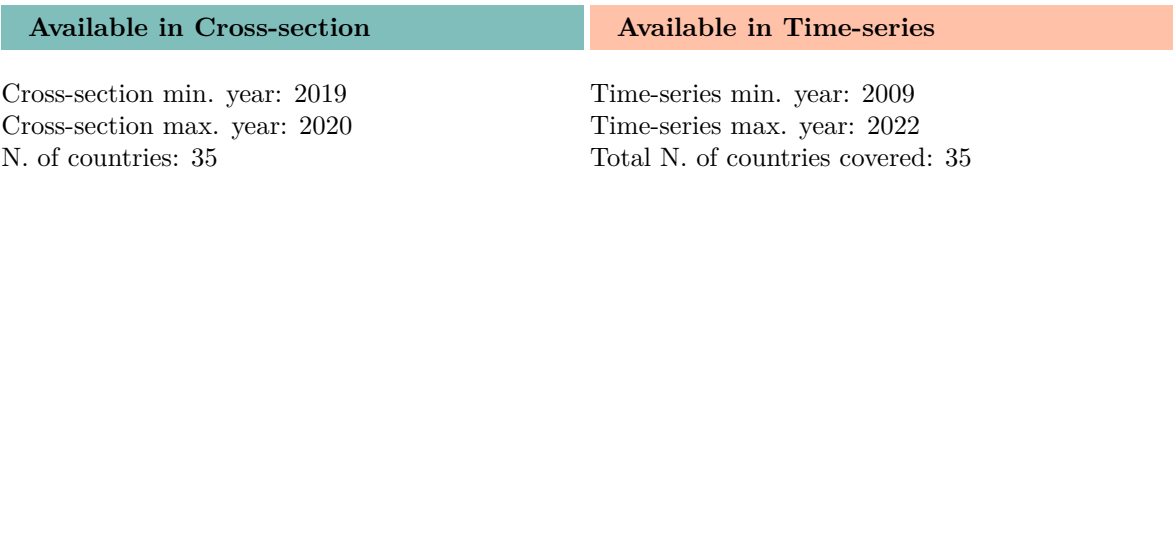 Available in Cross-section
Cross-section min. year: 2019
Cross-section max. year: 2020
N. of countries: 35
Available in Time-series
Time-series min. year: 2009
Time-series max. year: 2022
Total N. of countries covered: 35